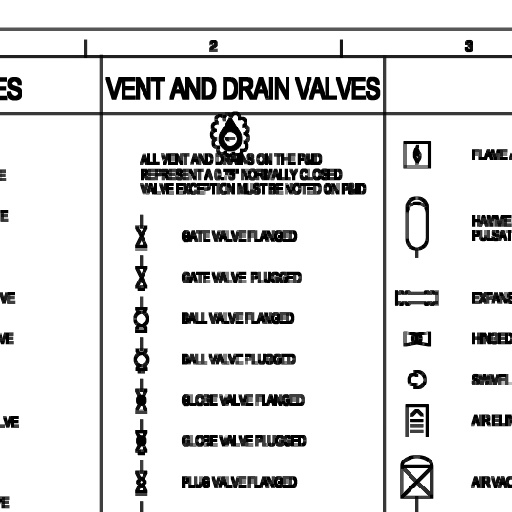 2
3
VENT AND DRAIN VALVES
ALL VENT AND DRAINS ON THE P&ID
REPRESENT A 0.75" NORMALLY CLOSED
VALVE EXCEPTION MUST BE NOTED ON P&ID
GATE VALVE FLANGED
GATE VALVE PLUGGED
BALL VALVE FLANGED
BALL VALVE PLUGGED
GLOBE VALVE FLANGED
GLOBE VALVE PLUGGED
PLUG VALVE FLANGED
ES
E
E
VE
VE
LVE
PE
FLAME A
HAMME
PULSAT
EXPANS
HINGED
SWIVEL
AIR ELIM
AIR VAC